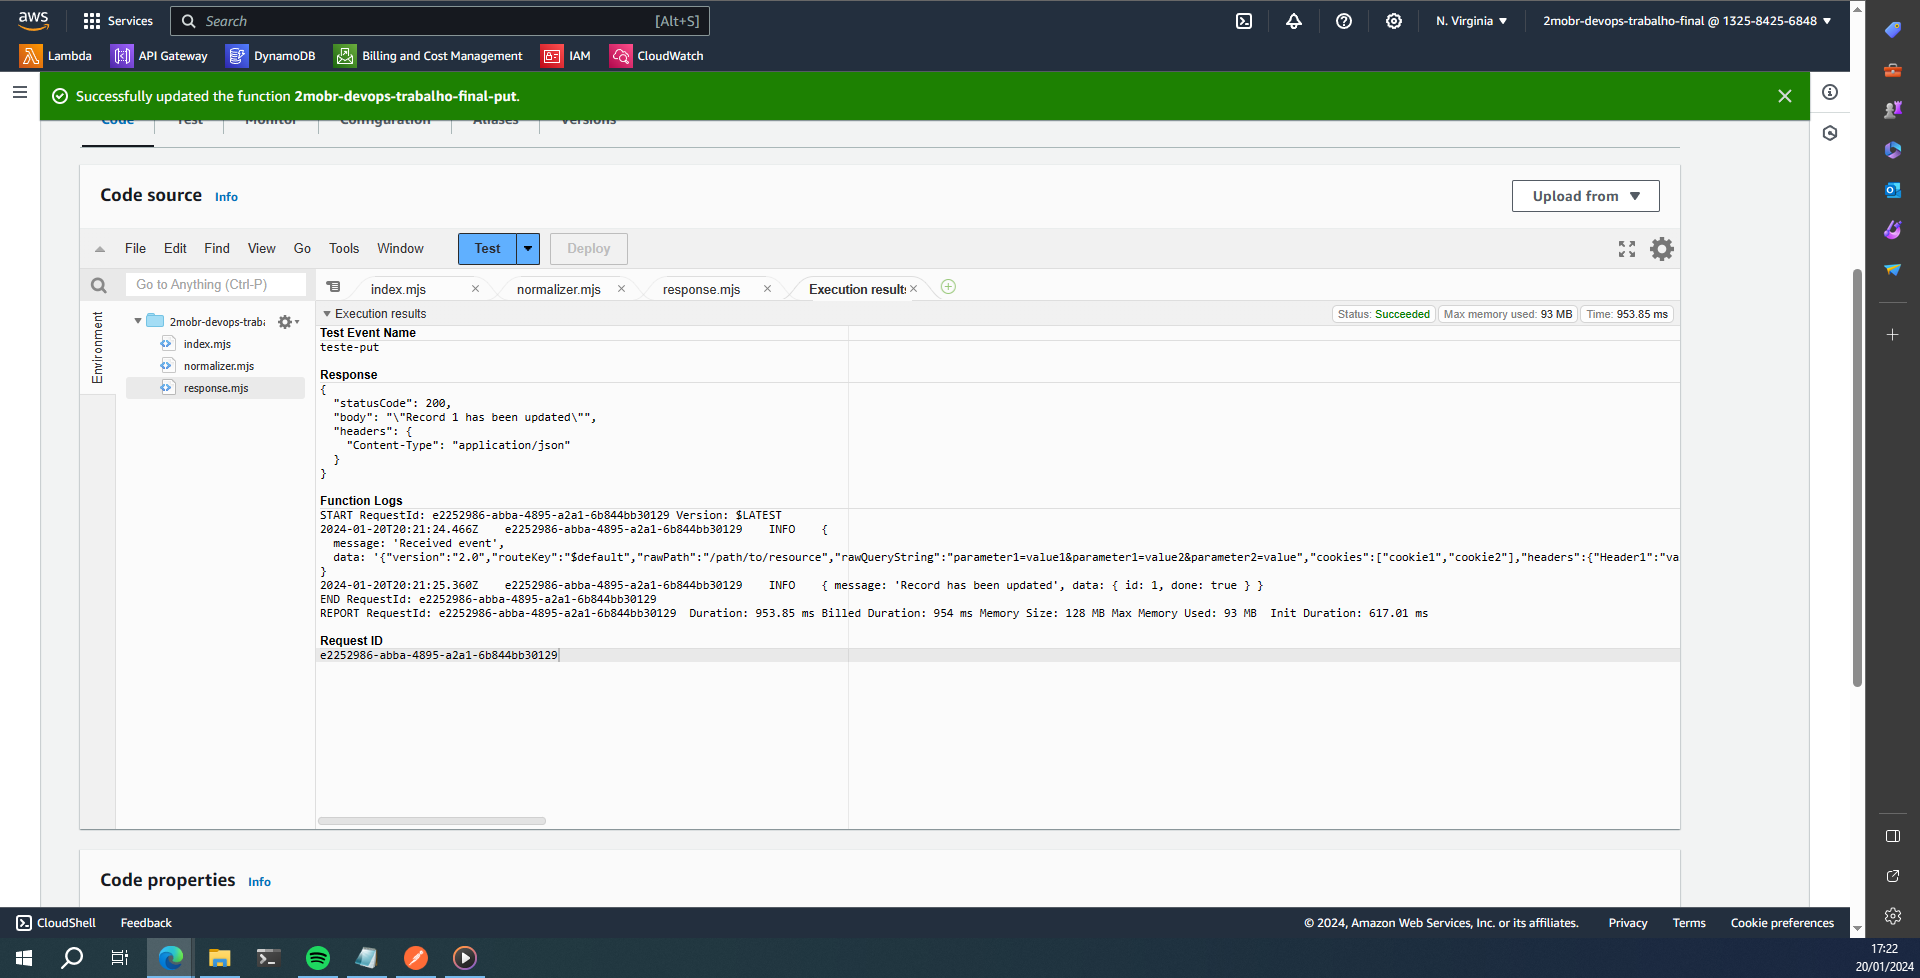 aws
Services
Search
[Alt+S]
N. Virginia
2mobr-devops-trabalho-final @ 1325-8425-6848
Lambda
API Gateway
DynamoDB
Billing and Cost Management
IAM
CloudWatch
Successfully updated the function 2mobr-devops-trabalho-final-put.
Code
Test
Monitor
Configuration
Aliases
Versions
Code source
Info
Upload from
File
Edit
Find
View
Go
Tools
Window
Test
Deploy
Go to Anything (Ctrl-P)
index.mjs
normalizer.mjs
response.mjs
Execution result
Environment
2mobr-devops-trab
index.mjs
normalizer.mjs
response.mjs
Execution results
Status: Succeeded
Max memory used: 93 MB
Time: 953.85 ms
Test Event Name
teste-put
Response
{
"statusCode": 200,
"body": "\"Record 1 has been updated\"",
"headers": {
"Content-Type": "application/json"
}
}
Function Logs
START RequestId: e2252986-abba-4895-a2a1-6b844bb30129 Version: $LATEST
2024-01-20T20:21:24.466Z e2252986-abba-4895-a2a1-6b844bb30129 INFO {
message: 'Received event',
data: '{"version":"2.0","routeKey":"$default","rawPath":"/path/to/resource","rawQueryString":"parameter1=value1&parameter1=value2&parameter2=value","cookies":["cookie1","cookie2"],"headers":{"Header1":"va
}
2024-01-20T20:21:25.360Z e2252986-abba-4895-a2a1-6b844bb30129 INFO { message: 'Record has been updated', data: { id: 1, done: true } }
END RequestId: e2252986-abba-4895-a2a1-6b844bb30129
REPORT RequestId: e2252986-abba-4895-a2a1-6b844bb30129 Duration: 953.85 ms Billed Duration: 954 ms Memory Size: 128 MB Max Memory Used: 93 MB Init Duration: 617.01 ms
Request ID
e2252986-abba-4895-a2a1-6b844bb30129
Code properties
Info
CloudShell
Feedback
© 2024, Amazon Web Services, Inc. or its affiliates.
Privacy
Terms
Cookie preferences
17:22
20/01/2024